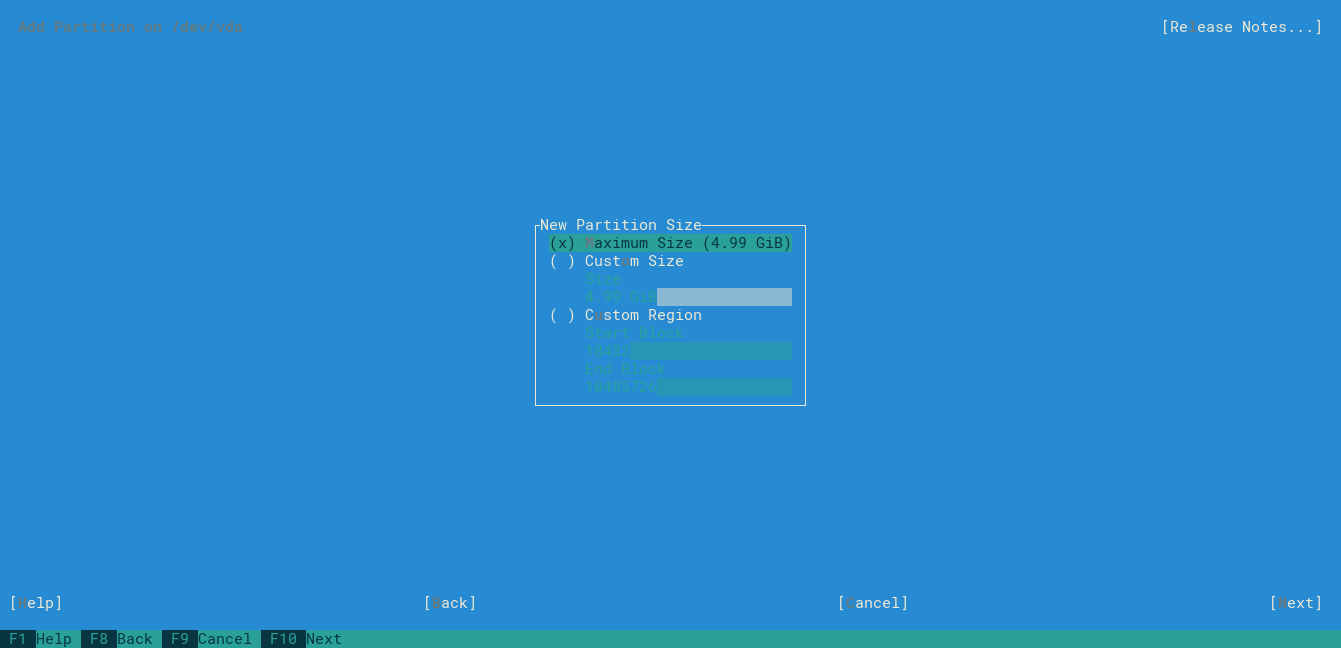 Add Partition on /dev/vdb [Release Notes...]
New Partition Size
(x) Maximum Size (4.99 GiB)
( ) Custom Size
Size
4.99 GiB
( ) Custom Region
Start Block
18432
End Block
10485716
[Help] [Back] [Cancel] [Next]
F1 Help F8 Back F9 Cancel F10 Next